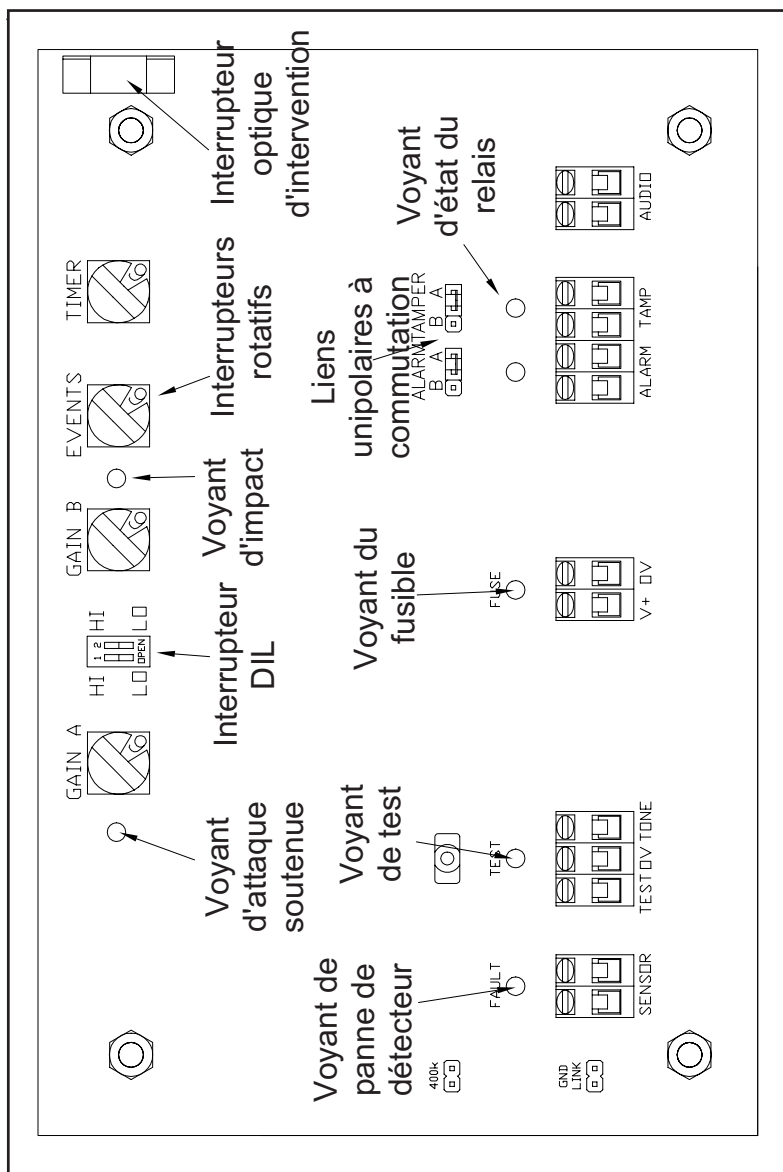 GAIN A
HI
HI
1 2
OPEN
LO
LO
GAIN B
EVENTS
TIMER
Voyant
d'attaque
soutenue
Interrupteur
DIL
Voyant
d'impact
Interrupteurs
rotatifs
Interrupteur
optique
d'intervention
Voyant de
panne de
détecteur
Voyant
de test
Voyant du
fusible
Liens
unipolaires à
commutation
Voyant
d'état du
relais
ALARM
TAMPER
B A
B A
400k
FAULT
TEST
FUSE
GND
LINK
SENSOR
TEST 0V TONE
V+ 0V
ALARM TAMP
AUDIO